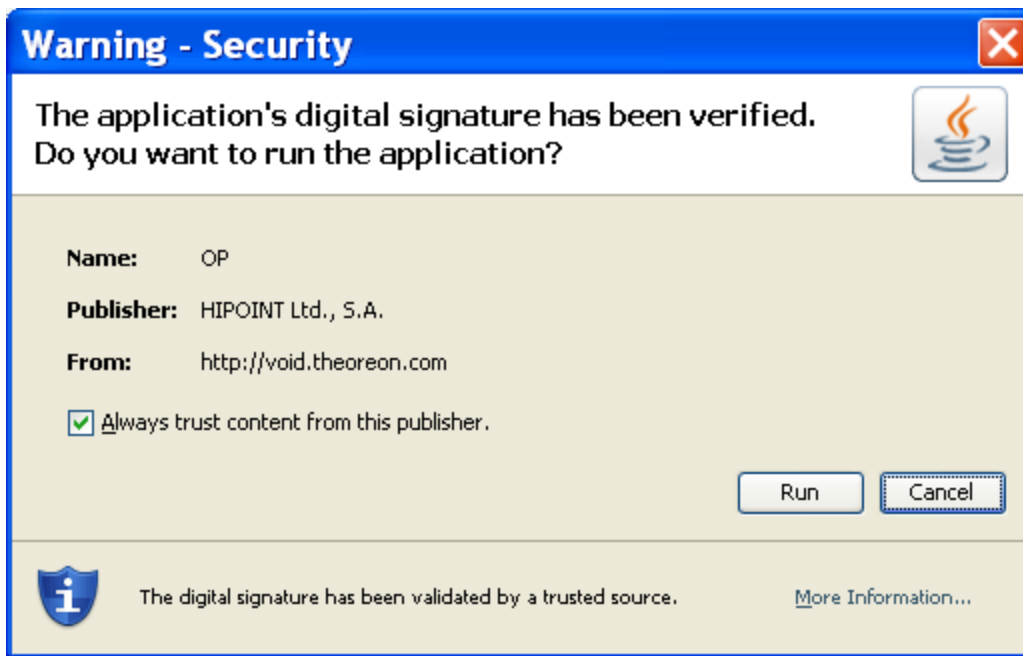 Warning - Security
The application's digital signature has been verified.
Do you want to run the application?
Name: OP
Publisher: HIPOINT Ltd., S.A.
From: http://void.theoreon.com
Always trust content from this publisher.
Run Cancel
The digital signature has been validated by a trusted source. More Information...